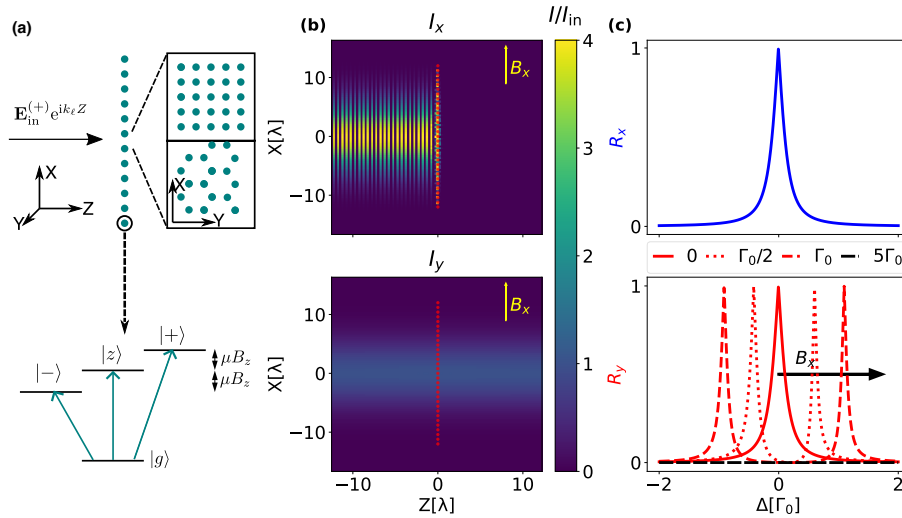 (a)
E_in^(+) e^{ik_ℓ Z}
X
Z
Y
X
Y
|−⟩
|z⟩
|+⟩
μB_z
μB_z
|g⟩
(b)
I_x
I/I_in
B_x
X[λ]
10
0
−10
4
3
2
1
0
I_y
B_x
X[λ]
10
0
−10
−10
0
10
Z[λ]
(c)
R_x
1
0
0
Γ_0/2
Γ_0
5Γ_0
R_y
1
0
B_x
−2
0
2
Δ[Γ_0]